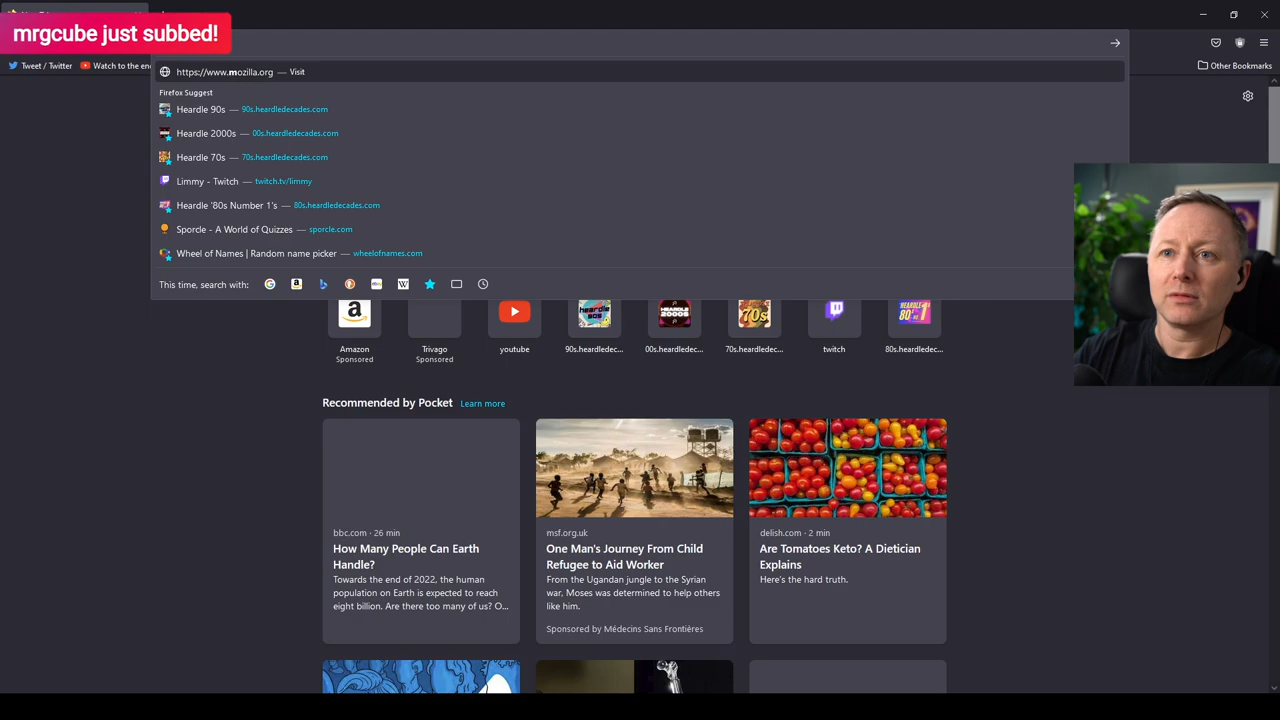 mrgcube just subbed!
Tweet / Twitter
Watch to the en
Other Bookmarks
https://www.mozilla.org — Visit
Firefox Suggest
Heardle 90s — 90s.heardledecades.com
Heardle 2000s — 00s.heardledecades.com
Heardle 70s — 70s.heardledecades.com
Limmy - Twitch — twitch.tv/limmy
Heardle '80s Number 1's — 80s.heardledecades.com
Sporcle - A World of Quizzes — sporcle.com
Wheel of Names | Random name picker — wheelofnames.com
This time, search with:
Amazon
Sponsored
Trivago
Sponsored
youtube
90s.heardledec...
00s.heardledec...
70s.heardledec...
twitch
80s.heardledec...
Recommended by Pocket Learn more
bbc.com · 26 min
How Many People Can Earth
Handle?
Towards the end of 2022, the human
population on Earth is expected to reach
eight billion. Are there too many of us? O...
msf.org.uk
One Man's Journey From Child
Refugee to Aid Worker
From the Ugandan jungle to the Syrian
war, Moses was determined to help others
like him.
Sponsored by Médecins Sans Frontières
delish.com · 2 min
Are Tomatoes Keto? A Dietician
Explains
Here's the hard truth.